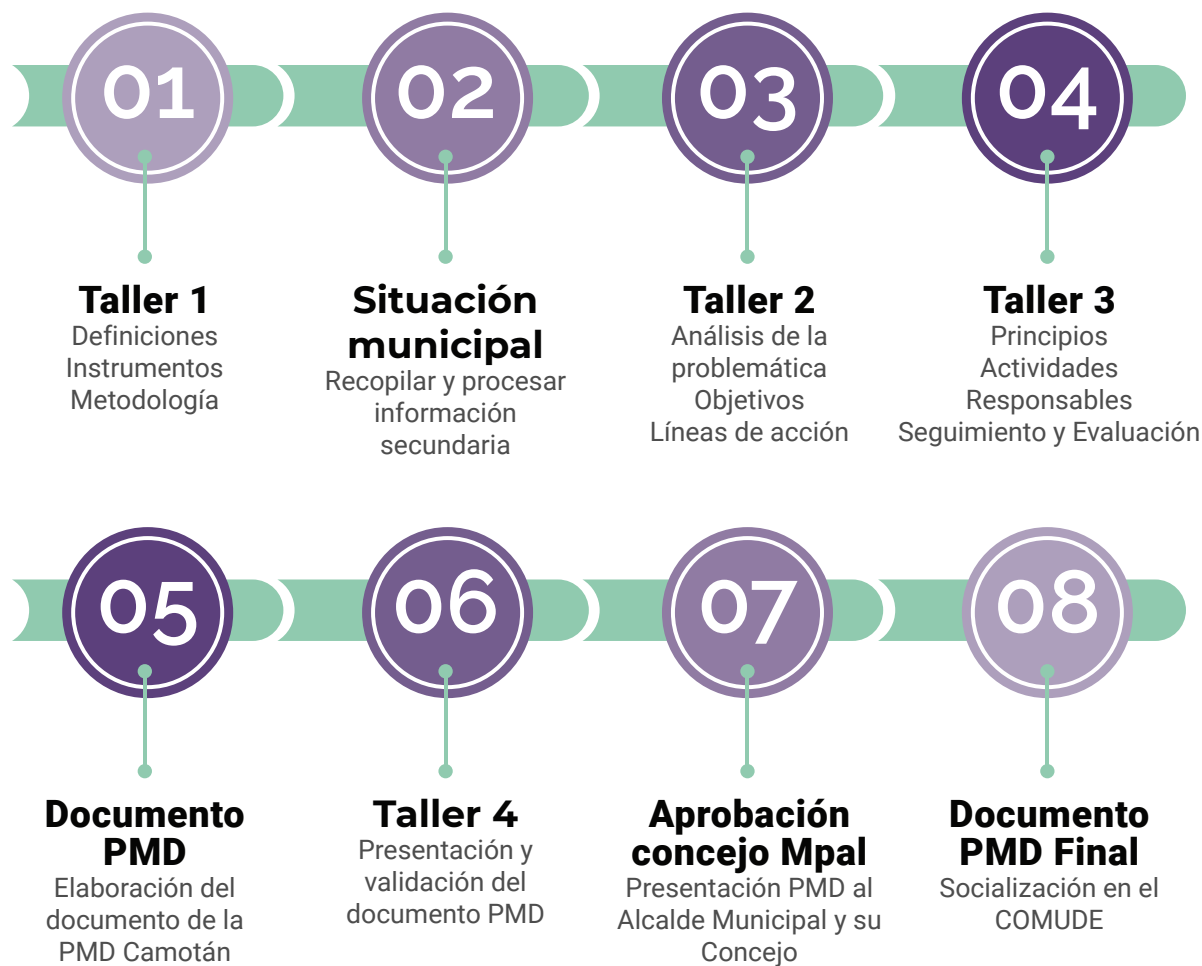 01
Taller 1
Definiciones
Instrumentos
Metodología
02
Situación
municipal
Recopilar y procesar
información
secundaria
03
Taller 2
Análisis de la
problemática
Objetivos
Líneas de acción
04
Taller 3
Principios
Actividades
Responsables
Seguimiento y Evaluación
05
Documento
PMD
Elaboración del
documento de la
PMD Camotán
06
Taller 4
Presentación y
validación del
documento PMD
07
Aprobación
concejo Mpal
Presentación PMD al
Alcalde Municipal y su
Concejo
08
Documento
PMD Final
Socialización en el
COMUDE